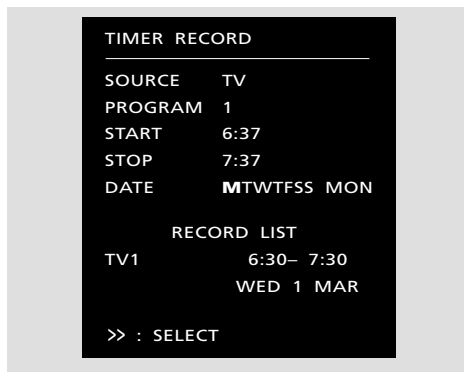 TIMER RECORD
SOURCE TV
PROGRAM 1
START 6:37
STOP 7:37
DATE MTWTFSS MON
RECORD LIST
TV1 6:30– 7:30
WED 1 MAR
>> : SELECT